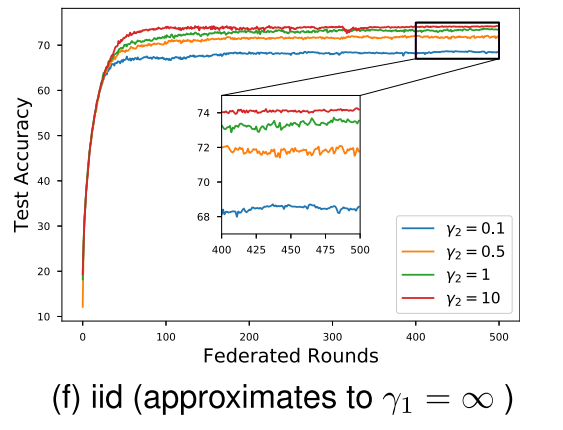 Test Accuracy
70
60
50
40
30
20
10
74
72
70
68
400 425 450 475 500
γ₂ = 0.1
γ₂ = 0.5
γ₂ = 1
γ₂ = 10
0 100 200 300 400 500
Federated Rounds
(f) iid (approximates to γ₁ = ∞ )